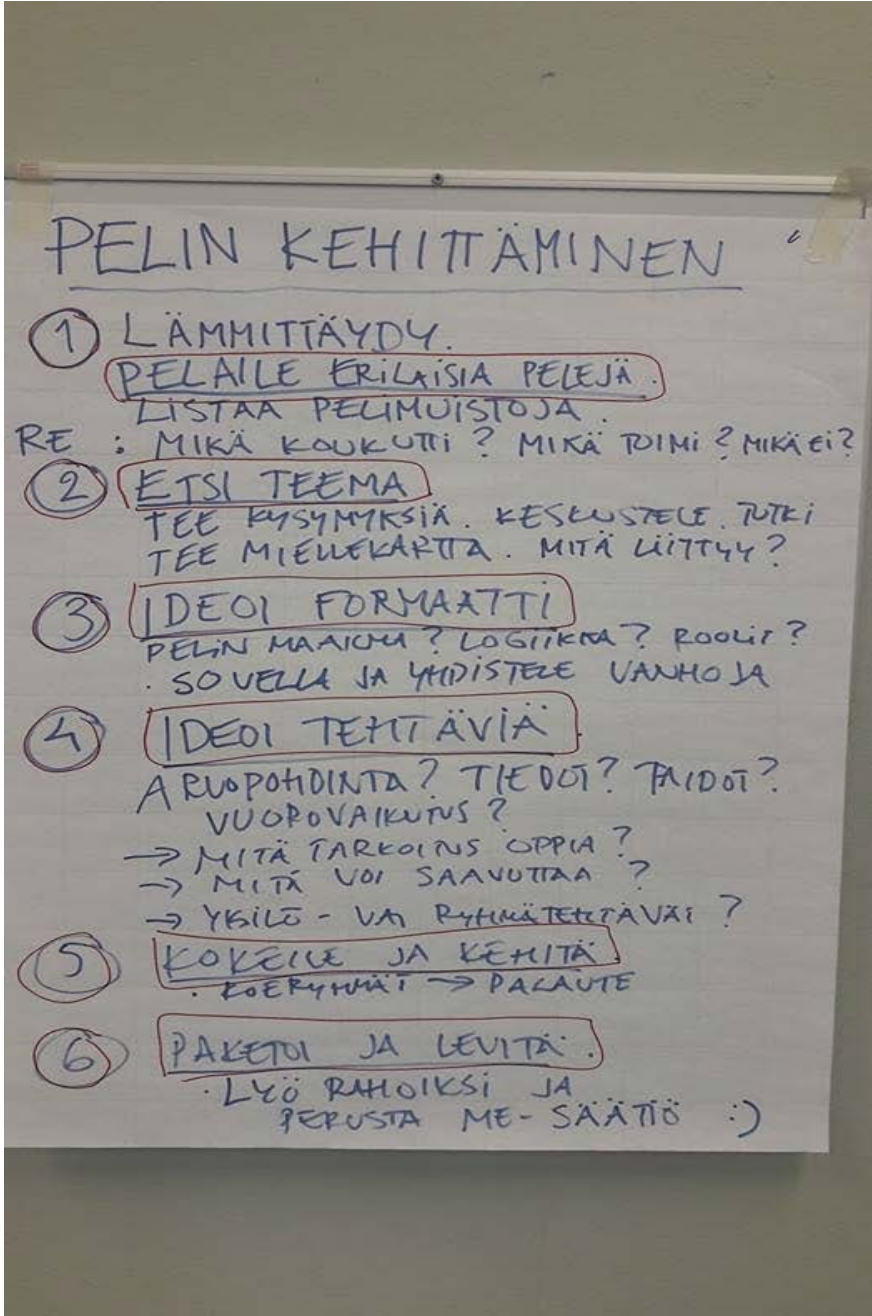 PELIN KEHITTÄMINEN
1 LÄMMITTÄYDY.
PELAILE ERILAISIA PELEJÄ.
LISTAA PELIMUISTOJA.
RE : MIKÄ KOUKUTTI? MIKÄ TOIMI? MIKÄ EI?
2 ETSI TEEMA
TEE KYSYMYKSIÄ. KESKUSTELE. TUTKI
TEE MIELLEKARTTA. MITÄ LIITTYY?
3 IDEOI FORMAATTI
PELIN MAAILMA? LOGIIKKA? ROOLIT?
· SOVELLA JA YHDISTELE VANHOJA
4 IDEOI TEHTÄVIÄ
ARVOPOHDINTA? TIEDOT? TAIDOT?
VUOROVAIKUTUS?
→ MITÄ TARKOITUS OPPIA?
→ MITÄ VOI SAAVUTTAA?
→ YKSILÖ- VAI RYHMÄTEHTÄVÄT?
5 KOKEILE JA KEHITÄ.
· KOERYHMÄT → PALAUTE
6 PAKETOI JA LEVITÄ.
· LYÖ RAHOIKSI JA
PERUSTA ME-SÄÄTIÖ :)